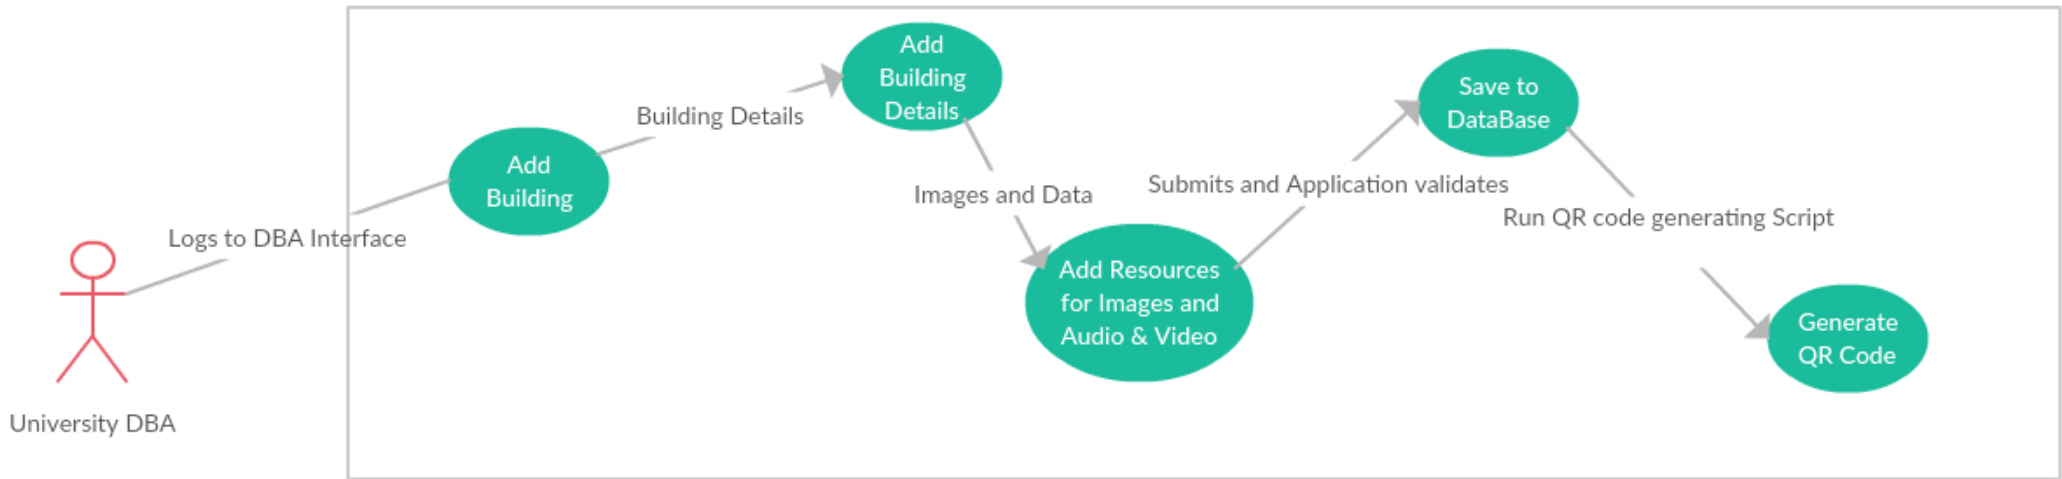 University DBA
Logs to DBA Interface
Add
Building
Building Details
Add
Building
Details
Images and Data
Add Resources
for Images and
Audio & Video
Submits and Application validates
Save to
DataBase
Run QR code generating Script
Generate
QR Code